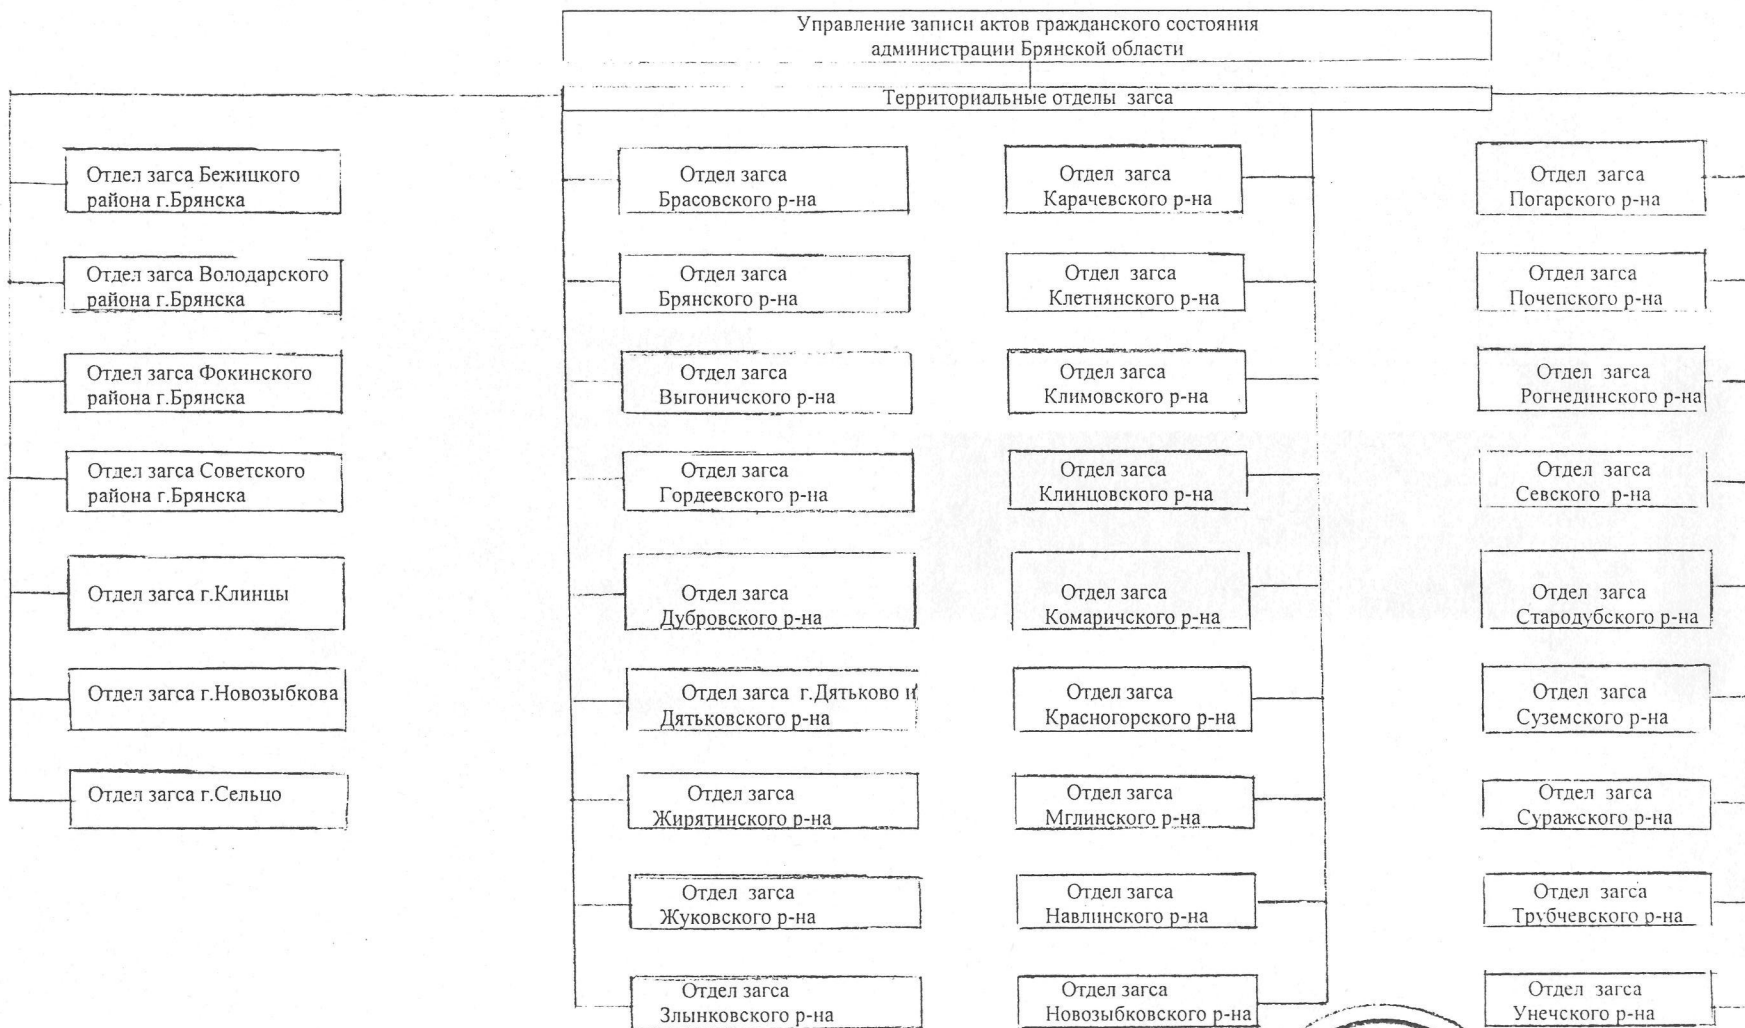 Управление записи актов гражданского состояния
администрации Брянской области
Территориальные отделы загса
Отдел загса Бежицкого
района г.Брянска
Отдел загса Володарского
района г.Брянска
Отдел загса Фокинского
района г.Брянска
Отдел загса Советского
района г.Брянска
Отдел загса г.Клинцы
Отдел загса г.Новозыбкова
Отдел загса г.Сельцо
Отдел загса
Брасовского р-на
Отдел загса
Брянского р-на
Отдел загса
Выгоничского р-на
Отдел загса
Гордеевского р-на
Отдел загса
Дубровского р-на
Отдел загса г.Дятьково и
Дятьковского р-на
Отдел загса
Жирятинского р-на
Отдел загса
Жуковского р-на
Отдел загса
Злынковского р-на
Отдел загса
Карачевского р-на
Отдел загса
Клетнянского р-на
Отдел загса
Климовского р-на
Отдел загса
Клинцовского р-на
Отдел загса
Комаричского р-на
Отдел загса
Красногорского р-на
Отдел загса
Мглинского р-на
Отдел загса
Навлинского р-на
Отдел загса
Новозыбковского р-на
Отдел загса
Погарского р-на
Отдел загса
Почепского р-на
Отдел загса
Рогнединского р-на
Отдел загса
Севского р-на
Отдел загса
Стародубского р-на
Отдел загса
Суземского р-на
Отдел загса
Суражского р-на
Отдел загса
Трубчевского р-на
Отдел загса
Унечского р-на